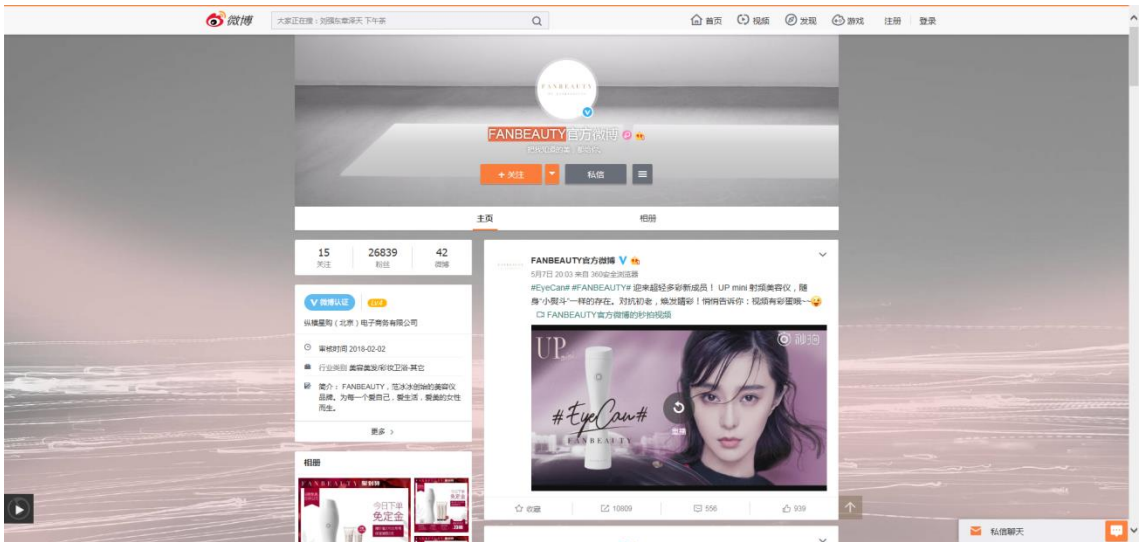 微博
大家正在搜：刘强东章泽天 下午茶
首页
视频
发现
游戏
注册
登录
FANBEAUTY
FANBEAUTY官方微博
+ 关注
私信
主页
相册
15
26839
42
关注
粉丝
微博
V 微博认证
纵横星购（北京）电子商务有限公司
审核时间 2018-02-02
行业类别 美容美发彩妆卫浴-其它
简介： FANBEAUTY，范冰冰创始的美容仪
品牌。为每一个爱自己，爱生活，爱美的女性
而生。
更多 >
相册
FANBEAUTY
今日下单
免定金
FANBEAUTY官方微博
5月7日 20:03 来自 360安全浏览器
#EyeCan# #FANBEAUTY# 迎来超轻多彩新成员！ UP mini 射频美容仪，随
身“小熨斗”一样的存在。对抗初老，焕发嬉彩！悄悄告诉你：视频有彩蛋哦~~
FANBEAUTY官方微博的秒拍视频
UP
秒拍
#EyeCan#
FANBEAUTY
重播
收藏
10809
556
939
私信聊天